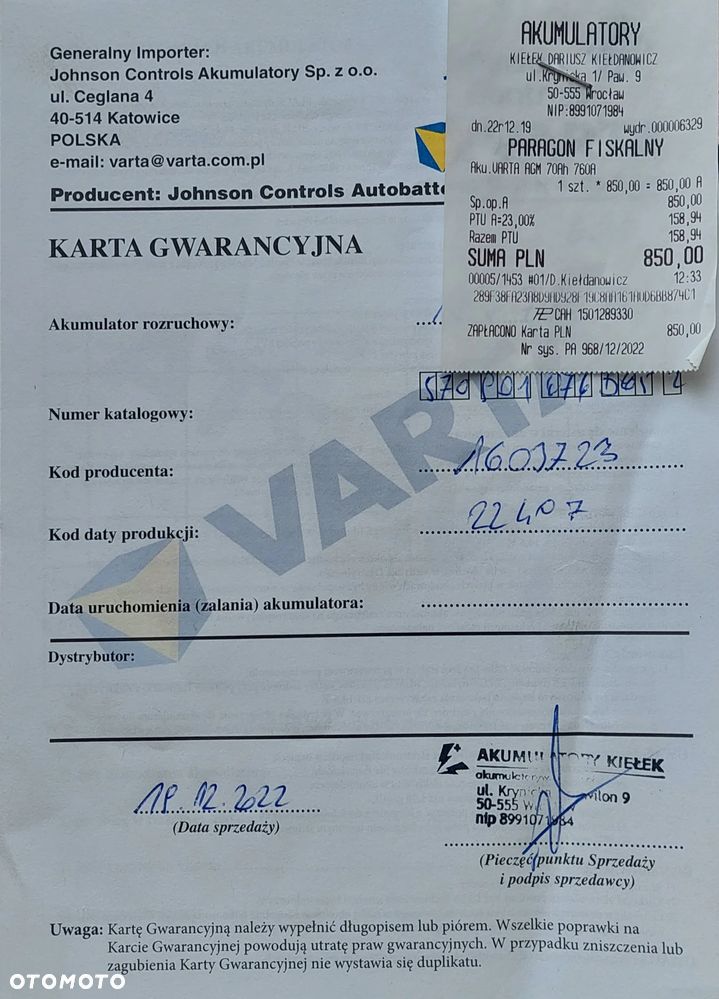 Generalny Importer:
Johnson Controls Akumulatory Sp. z o.o.
ul. Ceglana 4
40-514 Katowice
POLSKA
e-mail: varta@varta.com.pl
Producent: Johnson Controls Autobatte
KARTA GWARANCYJNA
AKUMULATORY
KIEŁEK DARIUSZ KIEŁDANOWICZ
ul.Krynicka 1/ Paw. 9
50-555 Wrocław
NIP:8991071984
dn.22r12.19 wydr.000006329
PARAGON FISKALNY
Aku.VARTA AGM 70Ah 760A
1 szt. * 850,00 = 850,00 A
Sp.op.A 850,00
PTU A=23,00% 158,94
Razem PTU 158,94
SUMA PLN 850,00
00005/1453 #01/D.Kiełdanowicz 12:33
CAH 1501289330
ZAPŁACONO Karta PLN 850,00
Nr sys. PA 968/12/2022
Akumulator rozruchowy:
Numer katalogowy:
VARTA
Kod producenta: 1603723
Kod daty produkcji: 22407
Data uruchomienia (zalania) akumulatora:
Dystrybutor:
12.2022
(Data sprzedaży)
AKUMULATORY KIEŁEK
ul. Krynicka
50-555
nip 8991071984
(Pieczęć punktu Sprzedaży
i podpis sprzedawcy)
Uwaga: Kartę Gwarancyjną należy wypełnić długopisem lub piórem. Wszelkie poprawki na
Karcie Gwarancyjnej powodują utratę praw gwarancyjnych. W przypadku zniszczenia lub
zagubienia Karty Gwarancyjnej nie wystawia się duplikatu.
OTOMOTO